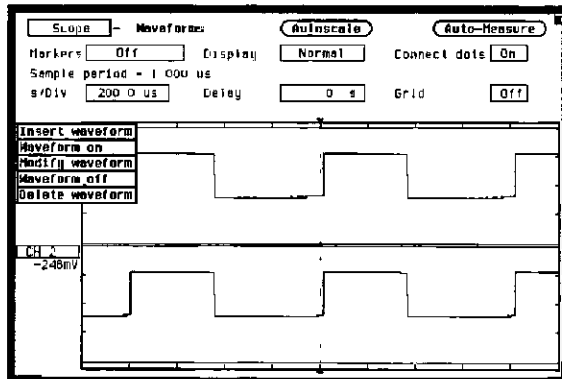 Scope - Waveforms Autoscale Auto-Measure
Markers Off Display Normal Connect dots On
Sample period = 1.000 us
s/Div 200.0 us Delay 0 s Grid Off
Insert waveform
Waveform on
Modify waveform
Waveform off
Delete waveform
CH 2
-248mV